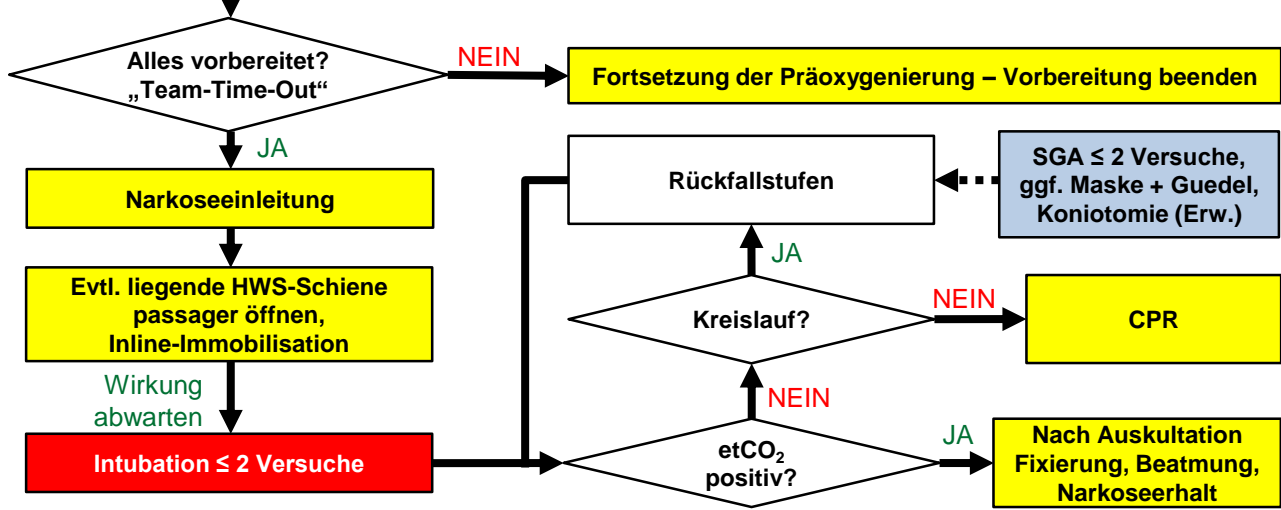 Alles vorbereitet?
„Team-Time-Out“
NEIN
Fortsetzung der Präoxygenierung – Vorbereitung beenden
JA
Narkoseeinleitung
Rückfallstufen
SGA ≤ 2 Versuche,
ggf. Maske + Guedel,
Koniotomie (Erw.)
JA
Evtl. liegende HWS-Schiene
passager öffnen,
Inline-Immobilisation
Kreislauf?
NEIN
CPR
Wirkung
abwarten
NEIN
Intubation ≤ 2 Versuche
etCO₂
positiv?
JA
Nach Auskultation
Fixierung, Beatmung,
Narkoseerhalt